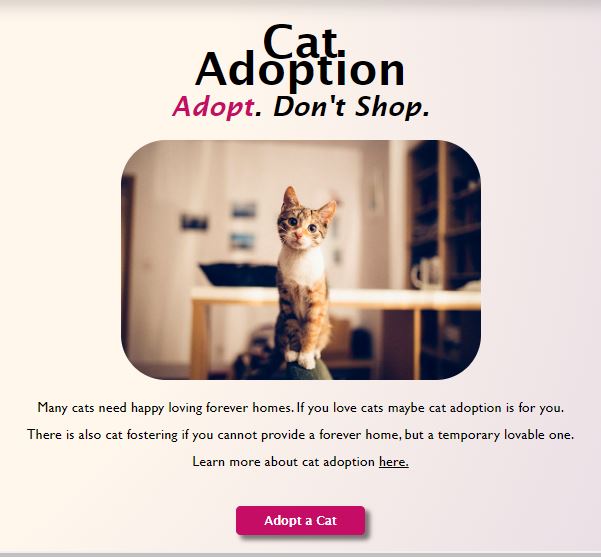 Cat
Adoption
Adopt. Don't Shop.
Many cats need happy loving forever homes. If you love cats maybe cat adoption is for you.
There is also cat fostering if you cannot provide a forever home, but a temporary lovable one.
Learn more about cat adoption here.
Adopt a Cat